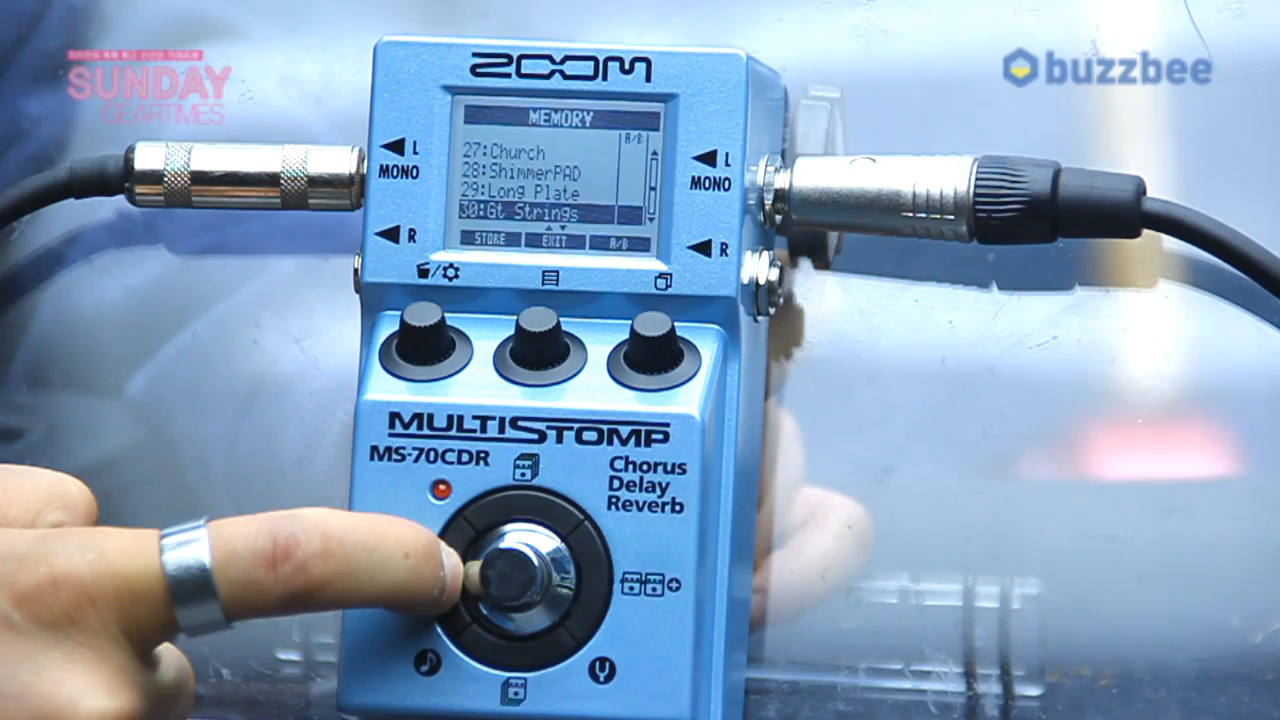 SUNDAY
GEARTIMES
buzzbee
ZOOM
MEMORY
A/B
27:Church
28:ShimmerPAD
29:Long Plate
30:Gt Strings
STORE EXIT A/B
L
MONO
R
L
MONO
R
MULTISTOMP
MS-70CDR
Chorus
Delay
Reverb